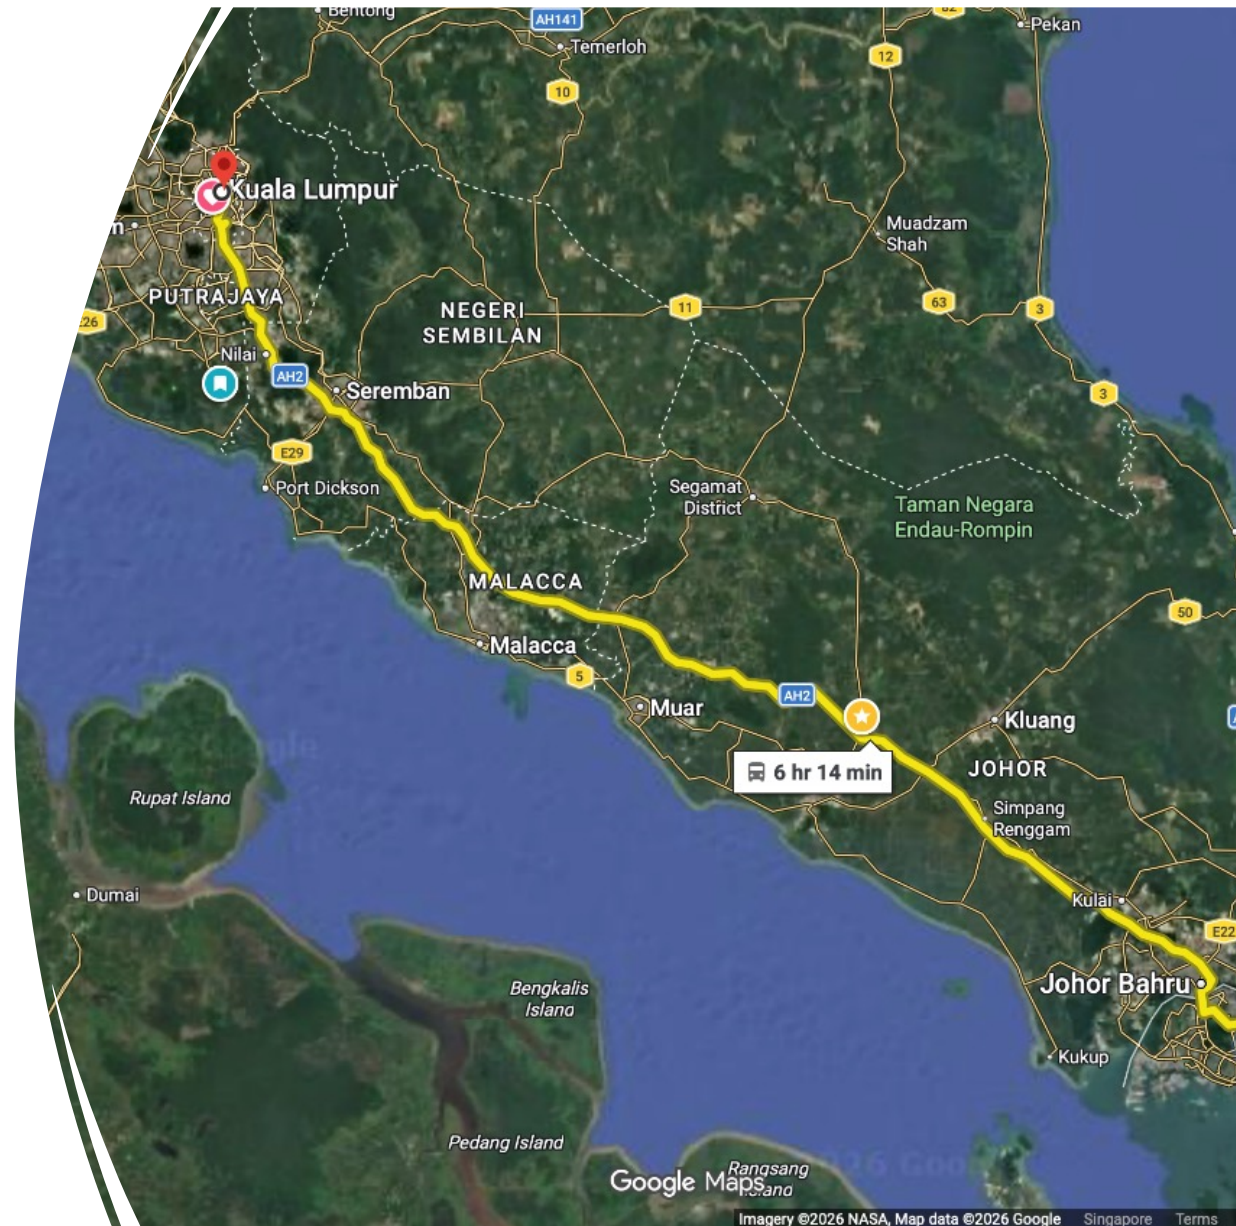 Bentong
AH141
Temerloh
82
Pekan
12
10
Kuala Lumpur
m
Muadzam
Shah
PUTRAJAYA
NEGERI
SEMBILAN
11
63
3
E26
Nilai
AH2
Seremban
3
E29
Port Dickson
Segamat
District
Taman Negara
Endau-Rompin
MALACCA
50
Malacca
5
AH2
Muar
Kluang
6 hr 14 min
JOHOR
Rupat Island
Simpang
Renggam
Dumai
Kulai
E22
Johor Bahru
Bengkalis
Island
Kukup
Pedang Island
Google Maps
Rangsang
Island
Imagery ©2026 NASA, Map data ©2026 Google Singapore Terms